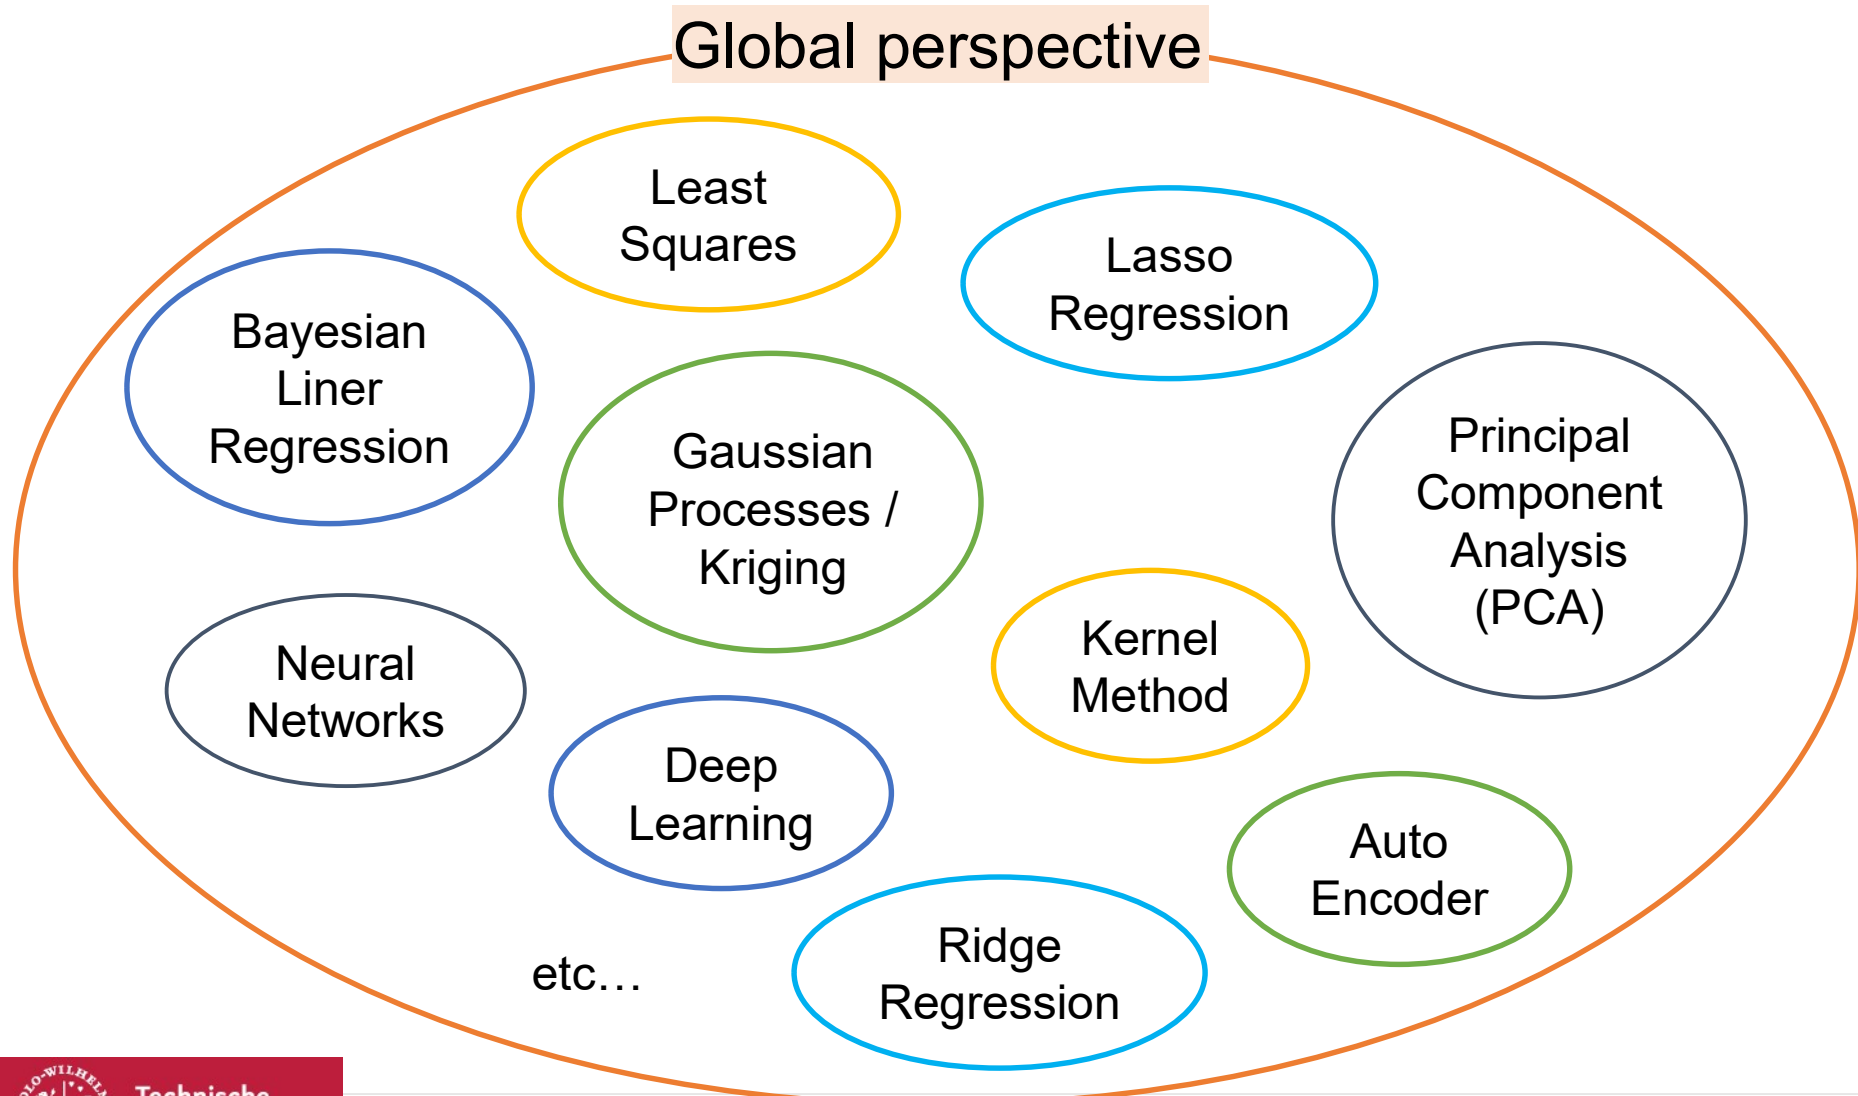 Global perspective
Least
Squares
Lasso
Regression
Bayesian
Liner
Regression
Gaussian
Processes /
Kriging
Principal
Component
Analysis
(PCA)
Neural
Networks
Kernel
Method
Deep
Learning
Auto
Encoder
Ridge
Regression
etc…
Technische